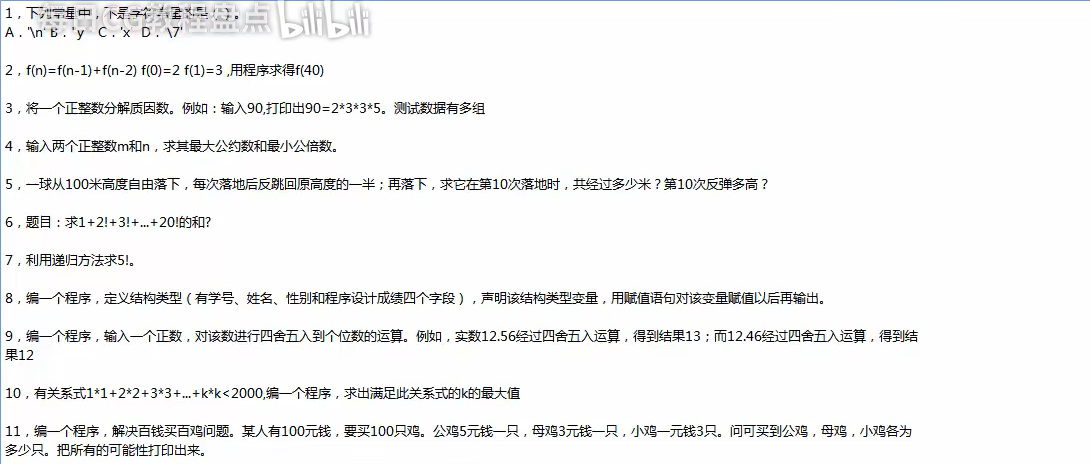 1，下列常量中，不是字符常量的是（ ）。
A．'\n' B．"y" C．'x' D．'\7'
2，f(n)=f(n-1)+f(n-2) f(0)=2 f(1)=3 ,用程序求得f(40)
3，将一个正整数分解质因数。例如：输入90,打印出90=2*3*3*5。测试数据有多组
4，输入两个正整数m和n，求其最大公约数和最小公倍数。
5，一球从100米高度自由落下，每次落地后反跳回原高度的一半；再落下，求它在第10次落地时，共经过多少米？第10次反弹多高？
6，题目：求1+2!+3!+...+20!的和?
7，利用递归方法求5!。
8，编一个程序，定义结构类型（有学号、姓名、性别和程序设计成绩四个字段），声明该结构类型变量，用赋值语句对该变量赋值以后再输出。
9，编一个程序，输入一个正数，对该数进行四舍五入到个位数的运算。例如，实数12.56经过四舍五入运算，得到结果13；而12.46经过四舍五入运算，得到结
果12
10，有关系式1*1+2*2+3*3+...+k*k<2000,编一个程序，求出满足此关系式的k的最大值
11，编一个程序，解决百钱买百鸡问题。某人有100元钱，要买100只鸡。公鸡5元钱一只，母鸡3元钱一只，小鸡一元钱3只。问可买到公鸡，母鸡，小鸡各为
多少只。把所有的可能性打印出来。
bilibili